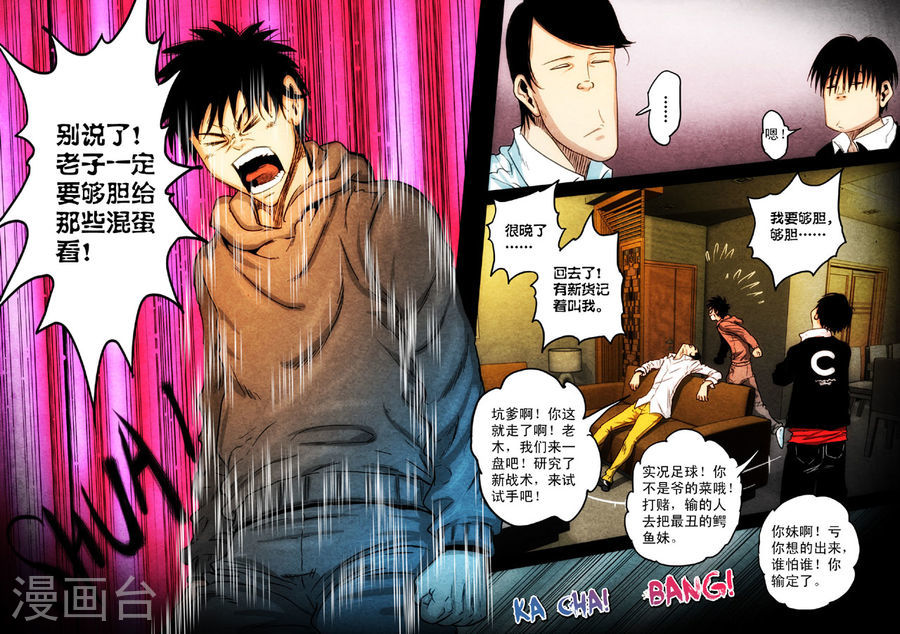 别说了!
老子一定
要够胆给
那些混蛋
看!
SHUA!
……
嗯!
很晚了
……
回去了!
有新货记
着叫我。
我要够胆,
够胆……
坑爹啊! 你这
就走了啊! 老
木, 我们来一
盘吧! 研究了
新战术, 来试
试手吧!
实况足球! 你
不是爷的菜哦!
打赌, 输的人
去把最丑的鳄
鱼妹。
你妹啊! 亏
你想的出来,
谁怕谁! 你
输定了。
C
KA CHA!
BANG!
漫画台